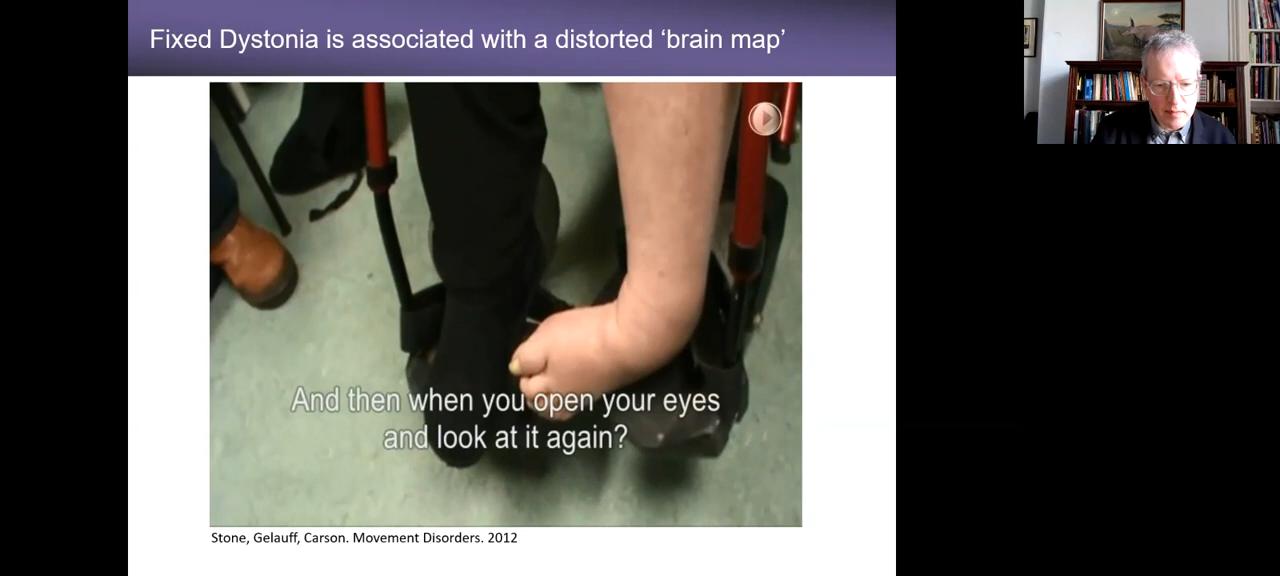 Fixed Dystonia is associated with a distorted ‘brain map’
And then when you open your eyes
and look at it again?
Stone, Gelauff, Carson. Movement Disorders. 2012